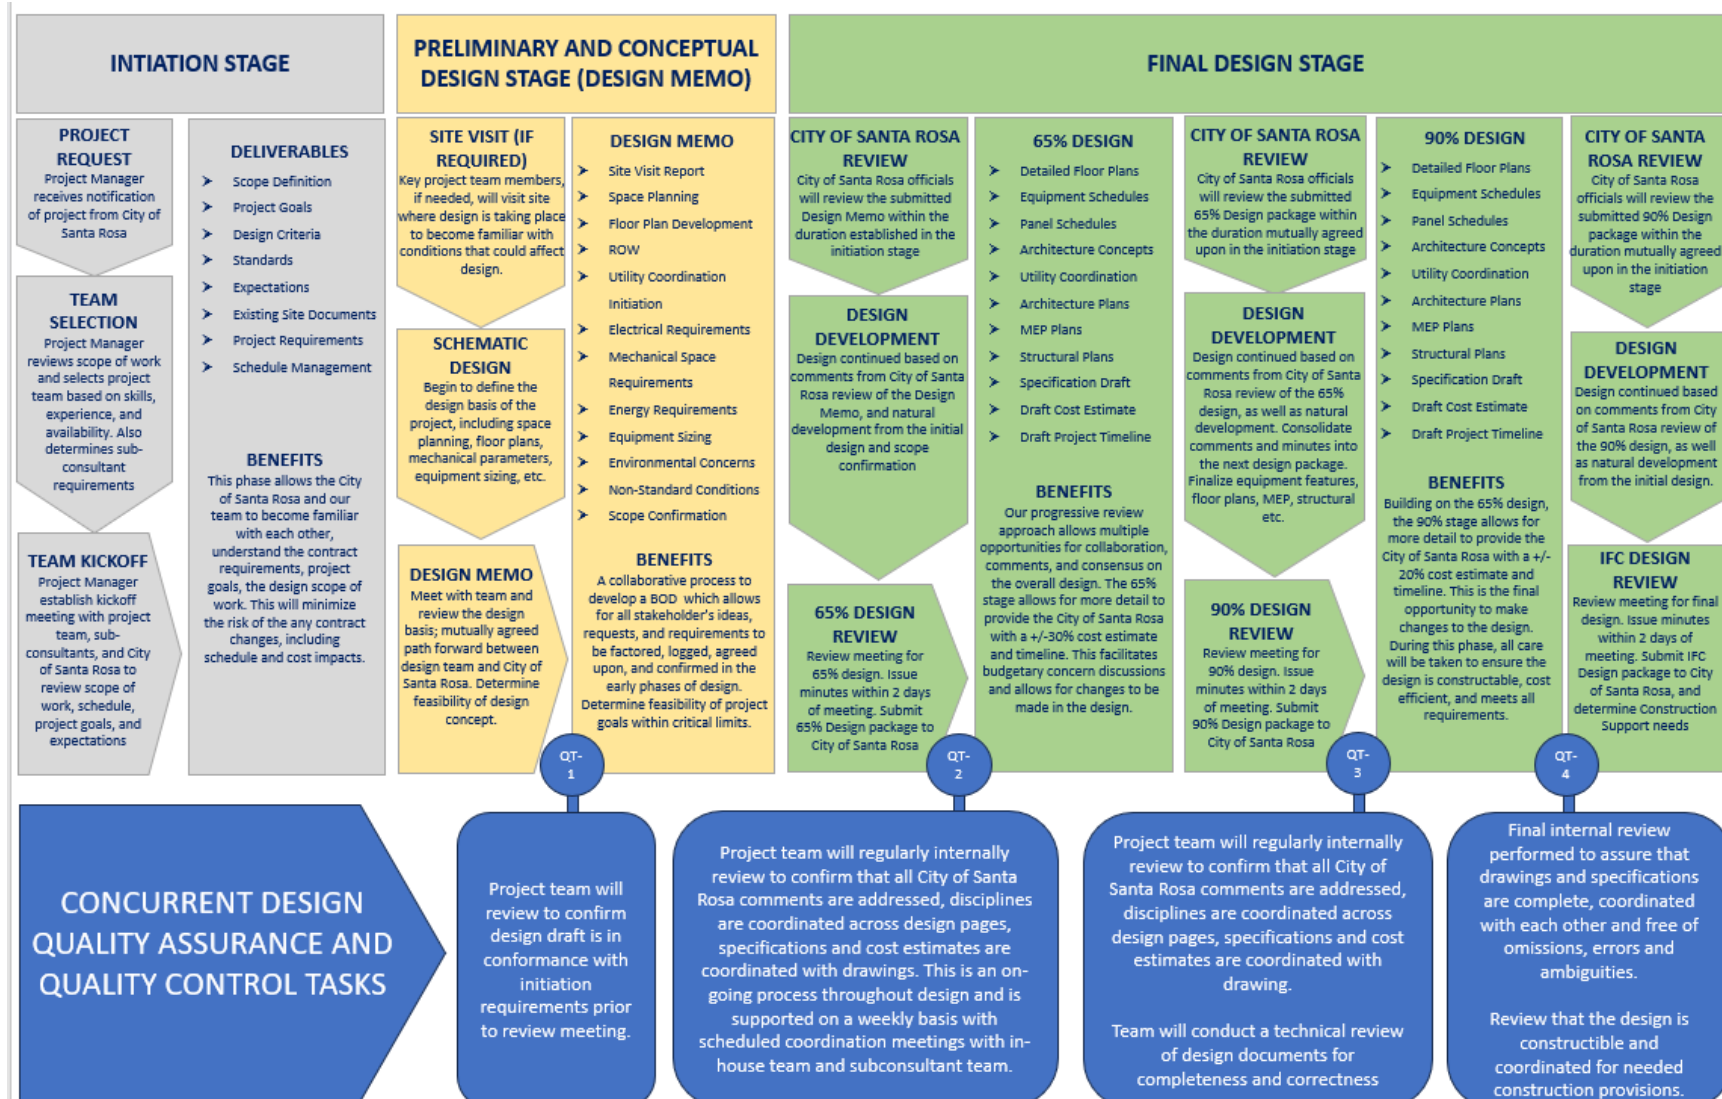 INTIATION STAGE
PROJECT
REQUEST
Project Manager
receives notification
of project from City of
Santa Rosa
TEAM
SELECTION
Project Manager
reviews scope of work
and selects project
team based on skills,
experience, and
availability. Also
determines sub-
consultant
requirements
TEAM KICKOFF
Project Manager
establish kickoff
meeting with project
team, sub-
consultants, and City
of Santa Rosa to
review scope of
work, schedule,
project goals, and
expectations
DELIVERABLES
➤ Scope Definition
➤ Project Goals
➤ Design Criteria
➤ Standards
➤ Expectations
➤ Existing Site Documents
➤ Project Requirements
➤ Schedule Management
BENEFITS
This phase allows the City
of Santa Rosa and our
team to become familiar
with each other,
understand the contract
requirements, project
goals, the design scope of
work. This will minimize
the risk of the any contract
changes, including
schedule and cost impacts.
PRELIMINARY AND CONCEPTUAL
DESIGN STAGE (DESIGN MEMO)
SITE VISIT (IF
REQUIRED)
Key project team members,
if needed, will visit site
where design is taking place
to become familiar with
conditions that could affect
design.
SCHEMATIC
DESIGN
Begin to define the
design basis of the
project, including space
planning, floor plans,
mechanical parameters,
equipment sizing, etc.
DESIGN MEMO
Meet with team and
review the design
basis; mutually agreed
path forward between
design team and City of
Santa Rosa. Determine
feasibility of design
concept.
DESIGN MEMO
➤ Site Visit Report
➤ Space Planning
➤ Floor Plan Development
➤ ROW
➤ Utility Coordination
Initiation
➤ Electrical Requirements
➤ Mechanical Space
Requirements
➤ Energy Requirements
➤ Equipment Sizing
➤ Environmental Concerns
➤ Non-Standard Conditions
➤ Scope Confirmation
BENEFITS
A collaborative process to
develop a BOD which allows
for all stakeholder's ideas,
requests, and requirements to
be factored, logged, agreed
upon, and confirmed in the
early phases of design.
Determine feasibility of project
goals within critical limits.
FINAL DESIGN STAGE
CITY OF SANTA ROSA
REVIEW
City of Santa Rosa officials
will review the submitted
Design Memo within the
duration established in the
initiation stage
DESIGN
DEVELOPMENT
Design continued based on
comments from City of Santa
Rosa review of the Design
Memo, and natural
development from the initial
design and scope
confirmation
65% DESIGN
REVIEW
Review meeting for
65% design. Issue
minutes within 2 days
of meeting. Submit
65% Design package to
City of Santa Rosa
65% DESIGN
➤ Detailed Floor Plans
➤ Equipment Schedules
➤ Panel Schedules
➤ Architecture Concepts
➤ Utility Coordination
➤ Architecture Plans
➤ MEP Plans
➤ Structural Plans
➤ Specification Draft
➤ Draft Cost Estimate
➤ Draft Project Timeline
BENEFITS
Our progressive review
approach allows multiple
opportunities for collaboration,
comments, and consensus on
the overall design. The 65%
stage allows for more detail to
provide the City of Santa Rosa
with a +/-30% cost estimate
and timeline. This facilitates
budgetary concern discussions
and allows for changes to be
made in the design.
CITY OF SANTA ROSA
REVIEW
City of Santa Rosa officials
will review the submitted
65% Design package within
the duration mutually agreed
upon in the initiation stage
DESIGN
DEVELOPMENT
Design continued based on
comments from City of Santa
Rosa review of the 65%
design, as well as natural
development. Consolidate
comments and minutes into
the next design package.
Finalize equipment features,
floor plans, MEP, structural
etc.
90% DESIGN
REVIEW
Review meeting for
90% design. Issue
minutes within 2 days
of meeting. Submit
90% Design package to
City of Santa Rosa
90% DESIGN
➤ Detailed Floor Plans
➤ Equipment Schedules
➤ Panel Schedules
➤ Architecture Concepts
➤ Utility Coordination
➤ Architecture Plans
➤ MEP Plans
➤ Structural Plans
➤ Specification Draft
➤ Draft Cost Estimate
➤ Draft Project Timeline
BENEFITS
Building on the 65% design,
the 90% stage allows for
more detail to provide the
City of Santa Rosa with a +/-
20% cost estimate and
timeline. This is the final
opportunity to make
changes to the design.
During this phase, all care
will be taken to ensure the
design is constructable, cost
efficient, and meets all
requirements.
CITY OF SANTA
ROSA REVIEW
City of Santa Rosa
officials will review the
submitted 90% Design
package within the
duration mutually agreed
upon in the initiation
stage
DESIGN
DEVELOPMENT
Design continued based
on comments from City
of Santa Rosa review of
the 90% design, as well
as natural development
from the initial design.
IFC DESIGN
REVIEW
Review meeting for final
design. Issue minutes
within 2 days of
meeting. Submit IFC
Design package to City
of Santa Rosa, and
determine Construction
Support needs
QT-
1
QT-
2
QT-
3
QT-
4
CONCURRENT DESIGN
QUALITY ASSURANCE AND
QUALITY CONTROL TASKS
Project team will
review to confirm
design draft is in
conformance with
initiation
requirements prior
to review meeting.
Project team will regularly internally
review to confirm that all City of Santa
Rosa comments are addressed, disciplines
are coordinated across design pages,
specifications and cost estimates are
coordinated with drawings. This is an on-
going process throughout design and is
supported on a weekly basis with
scheduled coordination meetings with in-
house team and subconsultant team.
Project team will regularly internally
review to confirm that all City of
Santa Rosa comments are addressed,
disciplines are coordinated across
design pages, specifications and cost
estimates are coordinated with
drawing.
Team will conduct a technical review
of design documents for
completeness and correctness
Final internal review
performed to assure that
drawings and specifications
are complete, coordinated
with each other and free of
omissions, errors and
ambiguities.
Review that the design is
constructible and
coordinated for needed
construction provisions.